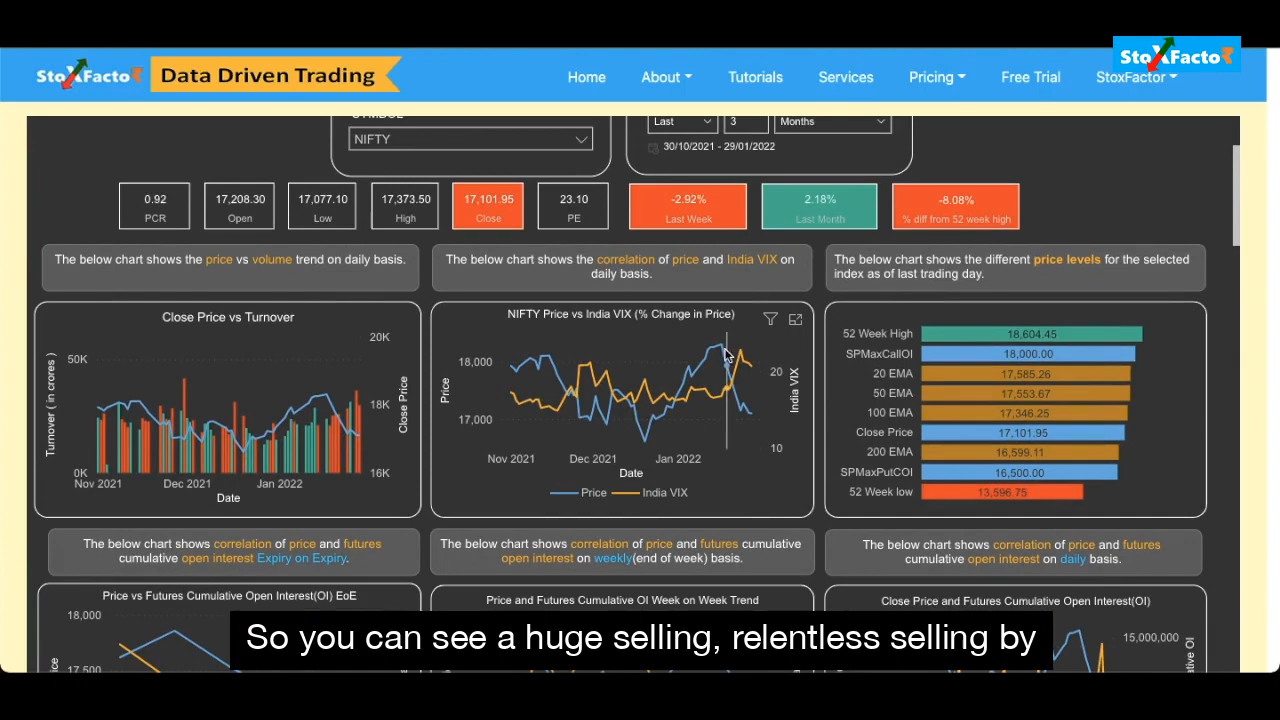 StoxFactor
Data Driven Trading
Home
About
Tutorials
Services
Pricing
Free Trial
StoxFactor
StoXFactoR
SYMBOL
NIFTY
Last
3
Months
30/10/2021 - 29/01/2022
0.92
PCR
17,208.30
Open
17,077.10
Low
17,373.50
High
17,101.95
Close
23.10
PE
-2.92%
Last Week
2.18%
Last Month
-8.08%
% diff from 52 week high
The below chart shows the price vs volume trend on daily basis.
The below chart shows the correlation of price and India VIX on
daily basis.
The below chart shows the different price levels for the selected
index as of last trading day.
Close Price vs Turnover
Turnover ( in crores )
50K
0K
20K
18K
16K
Close Price
Nov 2021
Dec 2021
Jan 2022
Date
NIFTY Price vs India VIX (% Change in Price)
Price
18,000
17,000
20
10
India VIX
Nov 2021
Dec 2021
Jan 2022
Date
Price
India VIX
52 Week High 18,604.45
SPMaxCallOI 18,000.00
20 EMA 17,585.26
50 EMA 17,553.67
100 EMA 17,346.25
Close Price 17,101.95
200 EMA 16,599.11
SPMaxPutCOI 16,500.00
52 Week low 13,596.75
The below chart shows correlation of price and futures
cumulative open interest Expiry on Expiry.
The below chart shows correlation of price and futures cumulative
open interest on weekly(end of week) basis.
The below chart shows correlation of price and futures
cumulative open interest on daily basis.
Price vs Futures Cumulative Open Interest(OI) EoE
18,000
17,500
Price and Futures Cumulative OI Week on Week Trend
Close Price and Futures Cumulative Open Interest(OI)
15,000,000
So you can see a huge selling, relentless selling by